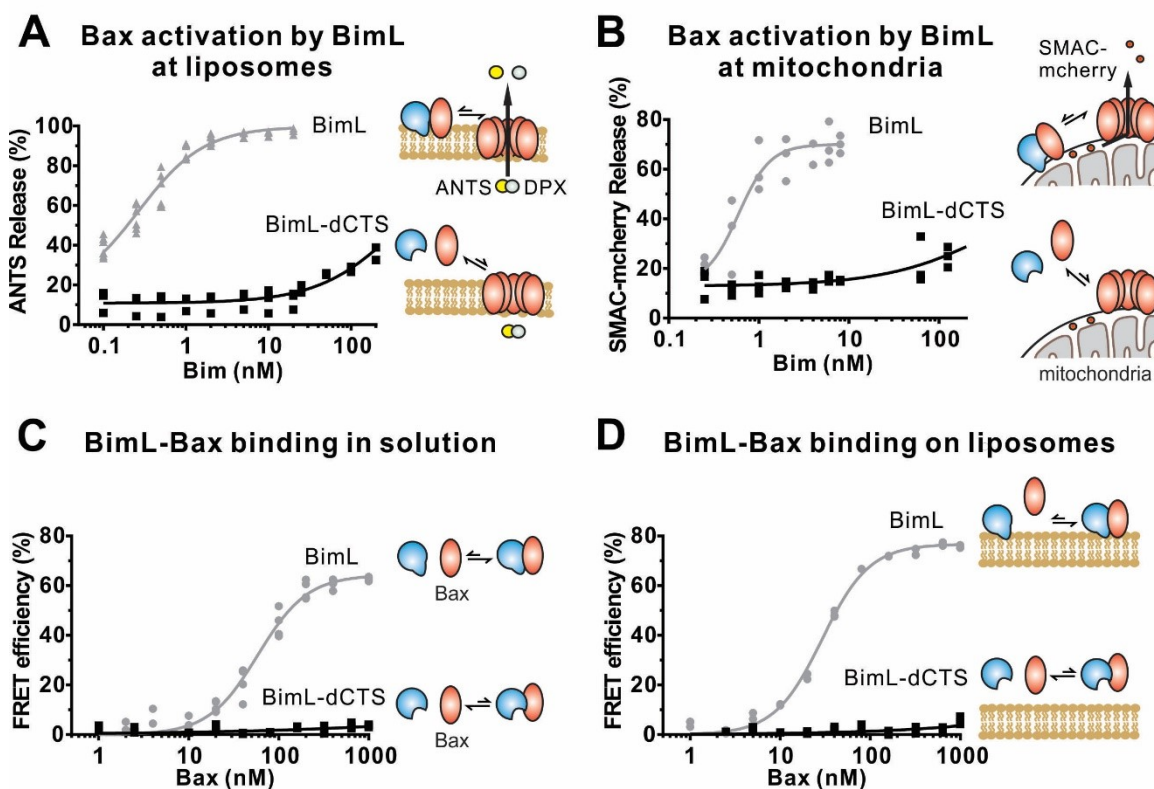 A
Bax activation by BimL
at liposomes
ANTS Release (%)
100
80
60
40
20
0
0.1
1
10
100
Bim (nM)
BimL
BimL-dCTS
ANTS
DPX
B
Bax activation by BimL
at mitochondria
SMAC-mcherry Release (%)
80
60
40
20
0
0.1
1
10
100
Bim (nM)
BimL
BimL-dCTS
SMAC-
mcherry
mitochondria
C
BimL-Bax binding in solution
FRET efficiency (%)
80
60
40
20
0
1
10
100
1000
Bax (nM)
BimL
BimL-dCTS
Bax
Bax
D
BimL-Bax binding on liposomes
FRET efficiency (%)
80
60
40
20
0
1
10
100
1000
Bax (nM)
BimL
BimL-dCTS